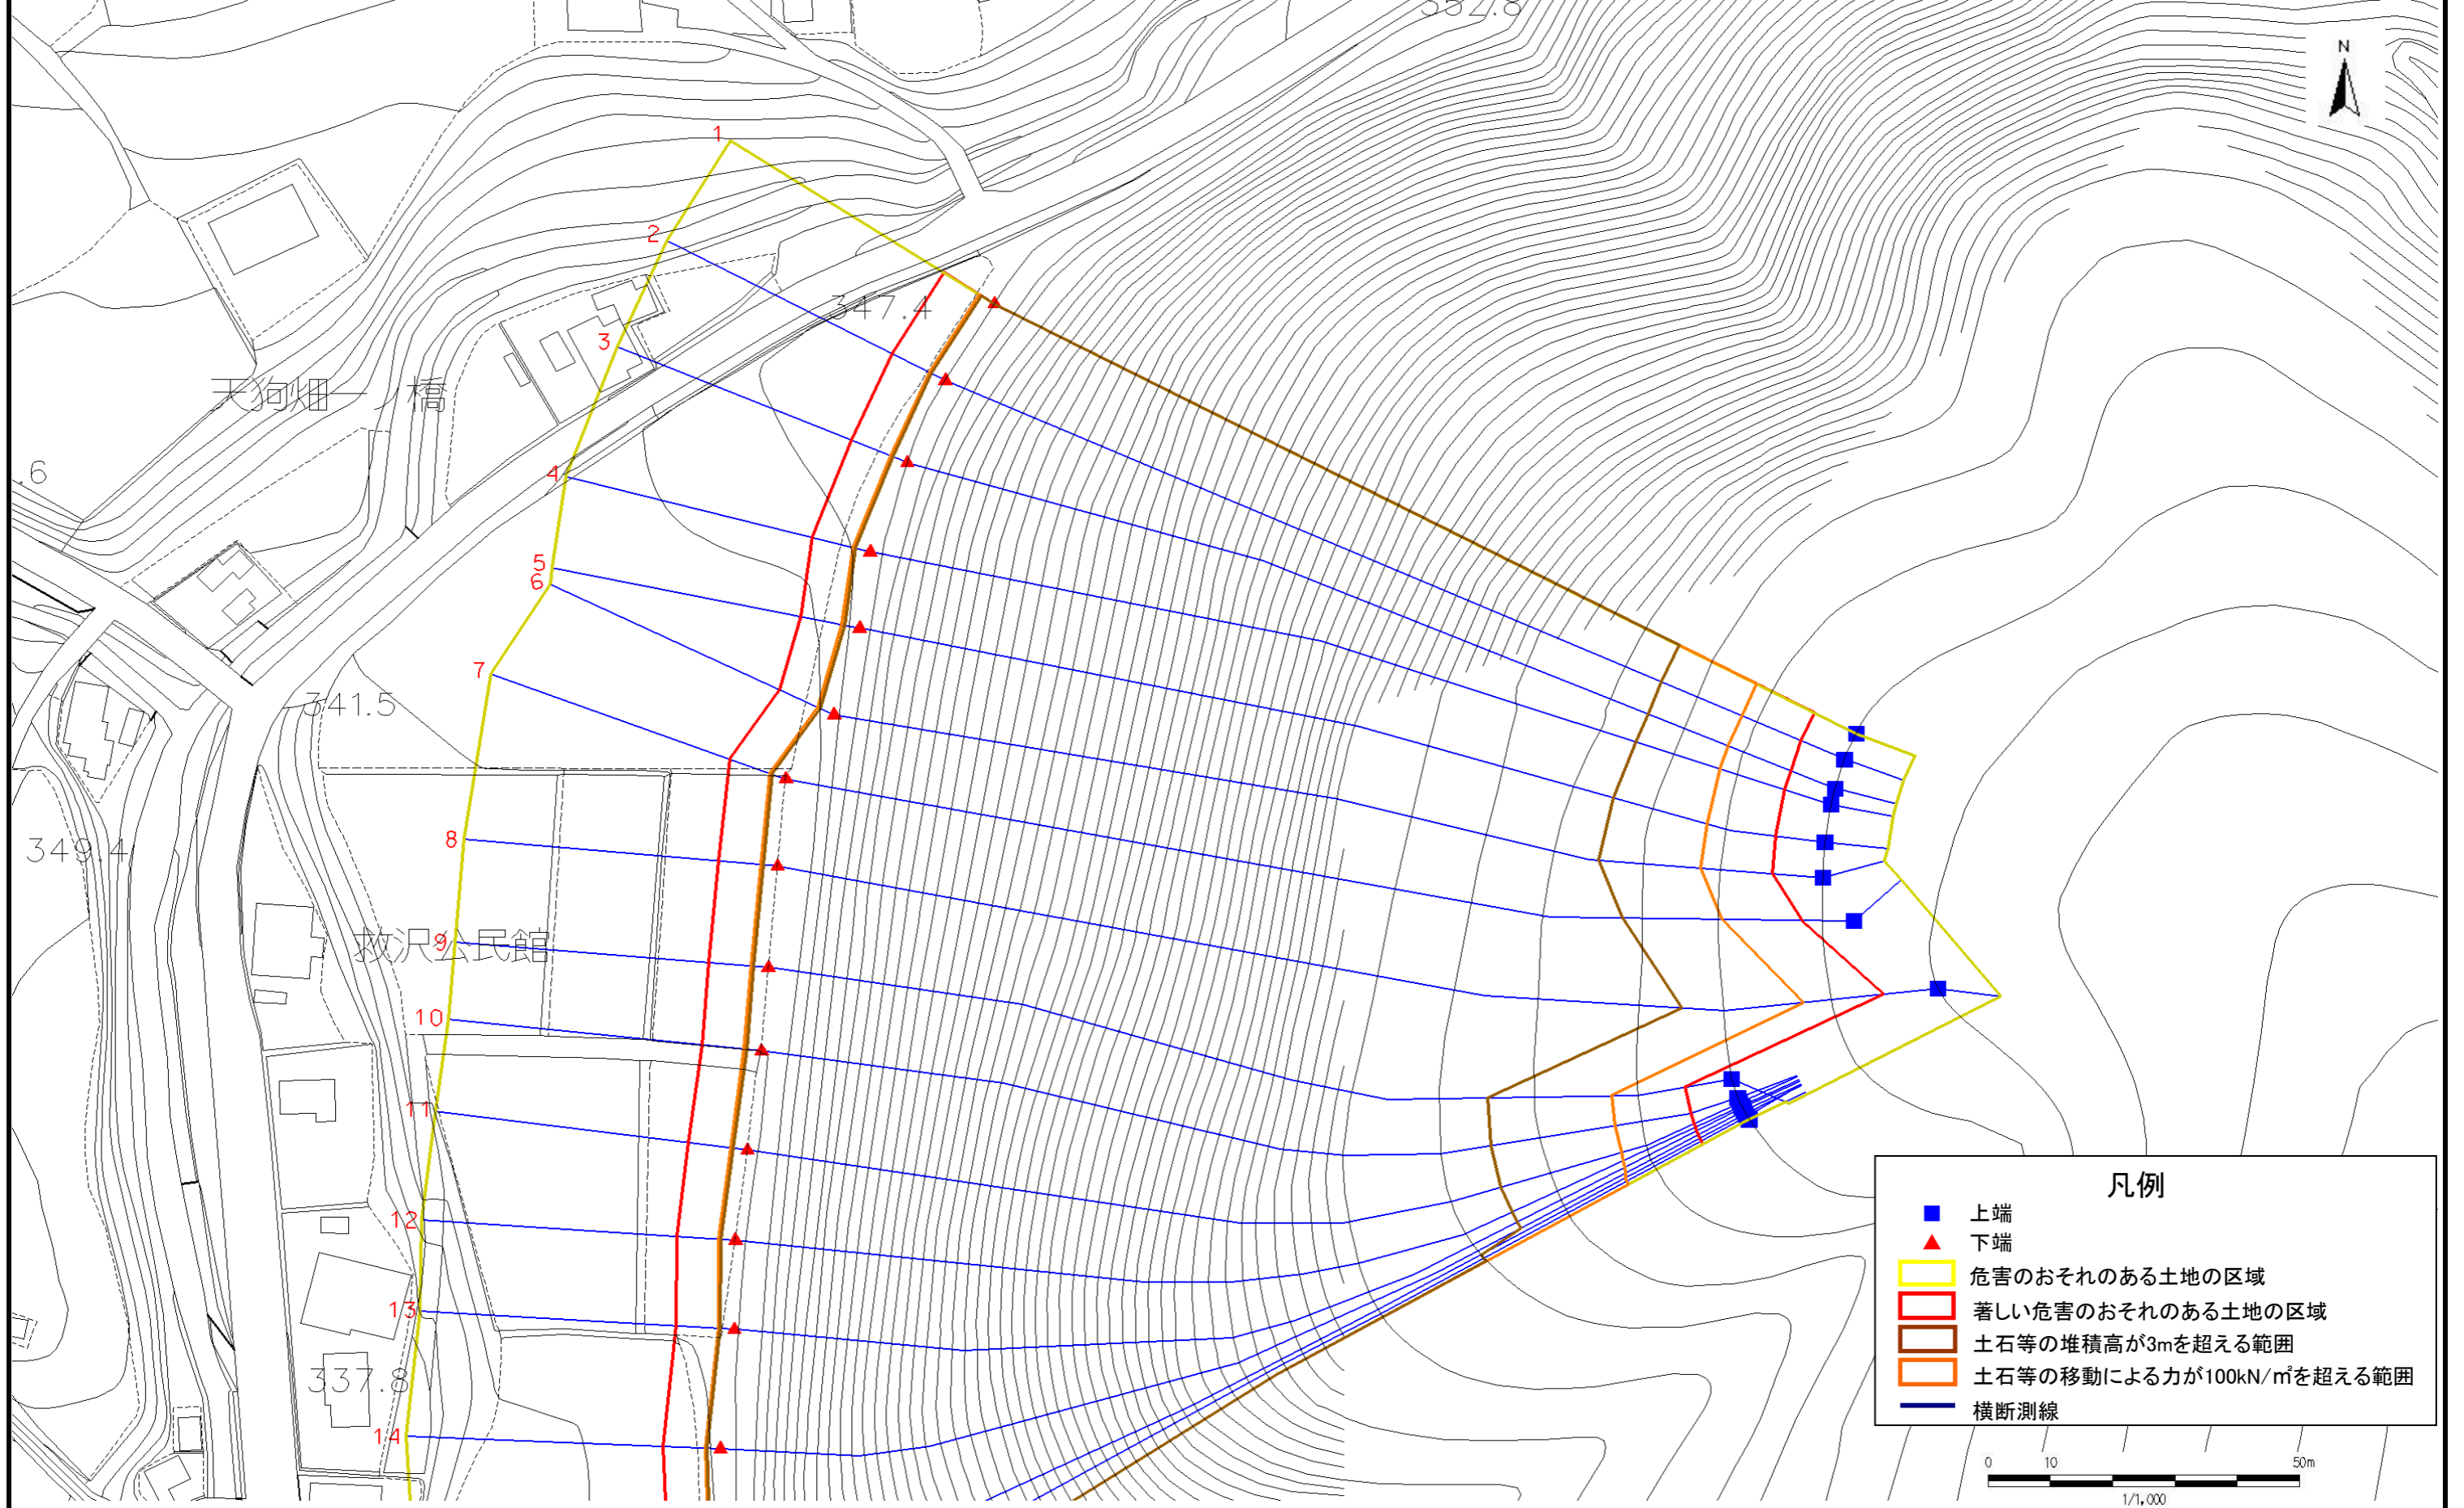 352.8
N
1
2
347.4
3
天狗畑一
橋
4
.6
5
6
7
341.5
8
349.4
救沢公民館
9
10
11
12
13
337.8
14
凡例
上端
下端
危害のおそれのある土地の区域
著しい危害のおそれのある土地の区域
土石等の堆積高が3mを超える範囲
土石等の移動による力が100kN/㎡を超える範囲
横断測線
0 10 50m
1/1,000